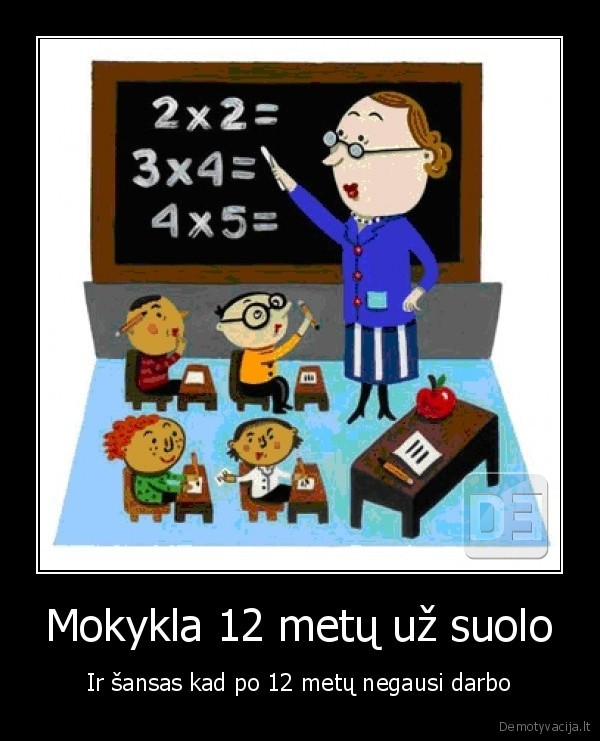 2x2=
3x4=
4x5=
DE
Mokykla 12 metų už suolo
Ir šansas kad po 12 metų negausi darbo
Demotyvacija.lt